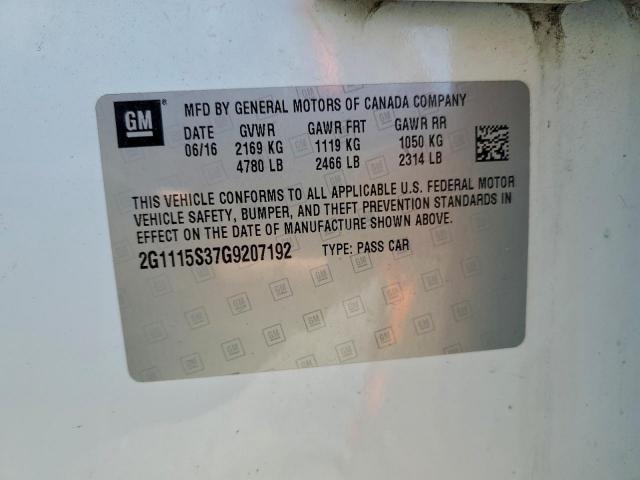 GM ® MFD BY GENERAL MOTORS OF CANADA COMPANY
DATE GVWR GAWR FRT GAWR RR
06/16 2169 KG 1119 KG 1050 KG
4780 LB 2466 LB 2314 LB
THIS VEHICLE CONFORMS TO ALL APPLICABLE U.S. FEDERAL MOTOR
VEHICLE SAFETY, BUMPER, AND THEFT PREVENTION STANDARDS IN
EFFECT ON THE DATE OF MANUFACTURE SHOWN ABOVE.
2G1115S37G9207192 TYPE: PASS CAR